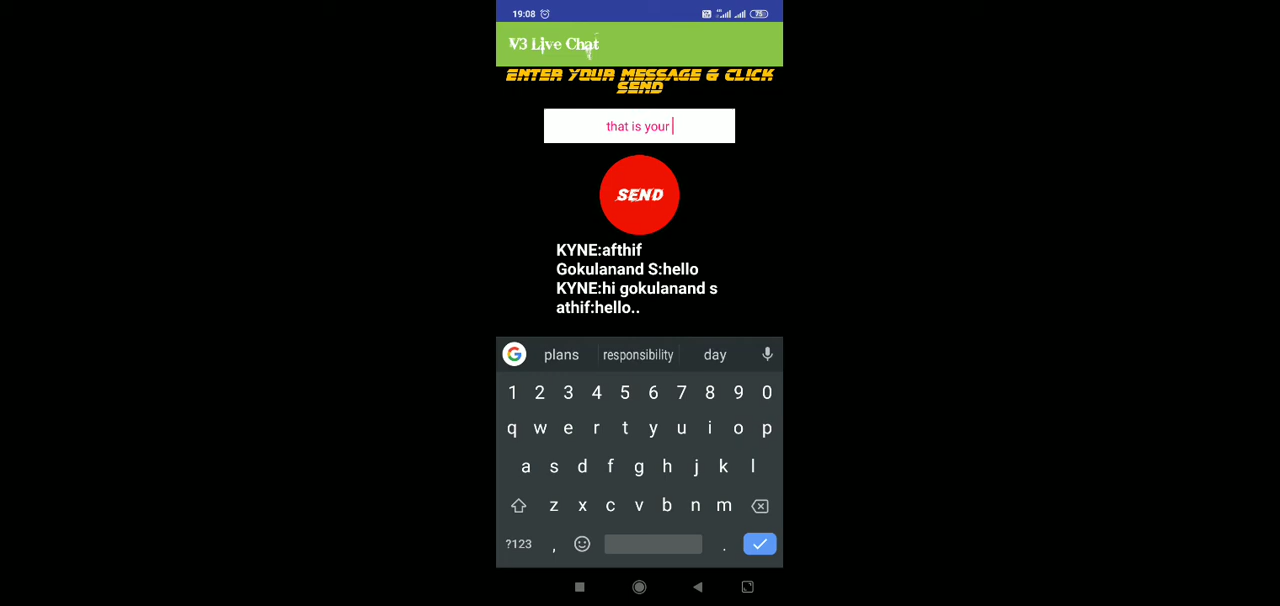 19:08
75
V3 Live Chat
ENTER YOUR MESSAGE & CLICK
SEND
that is your
SEND
KYNE:afthif
Gokulanand S:hello
KYNE:hi gokulanand s
athif:hello..
G plans responsibility day
1 2 3 4 5 6 7 8 9 0
q w e r t y u i o p
a s d f g h j k l
z x c v b n m
?123 , .